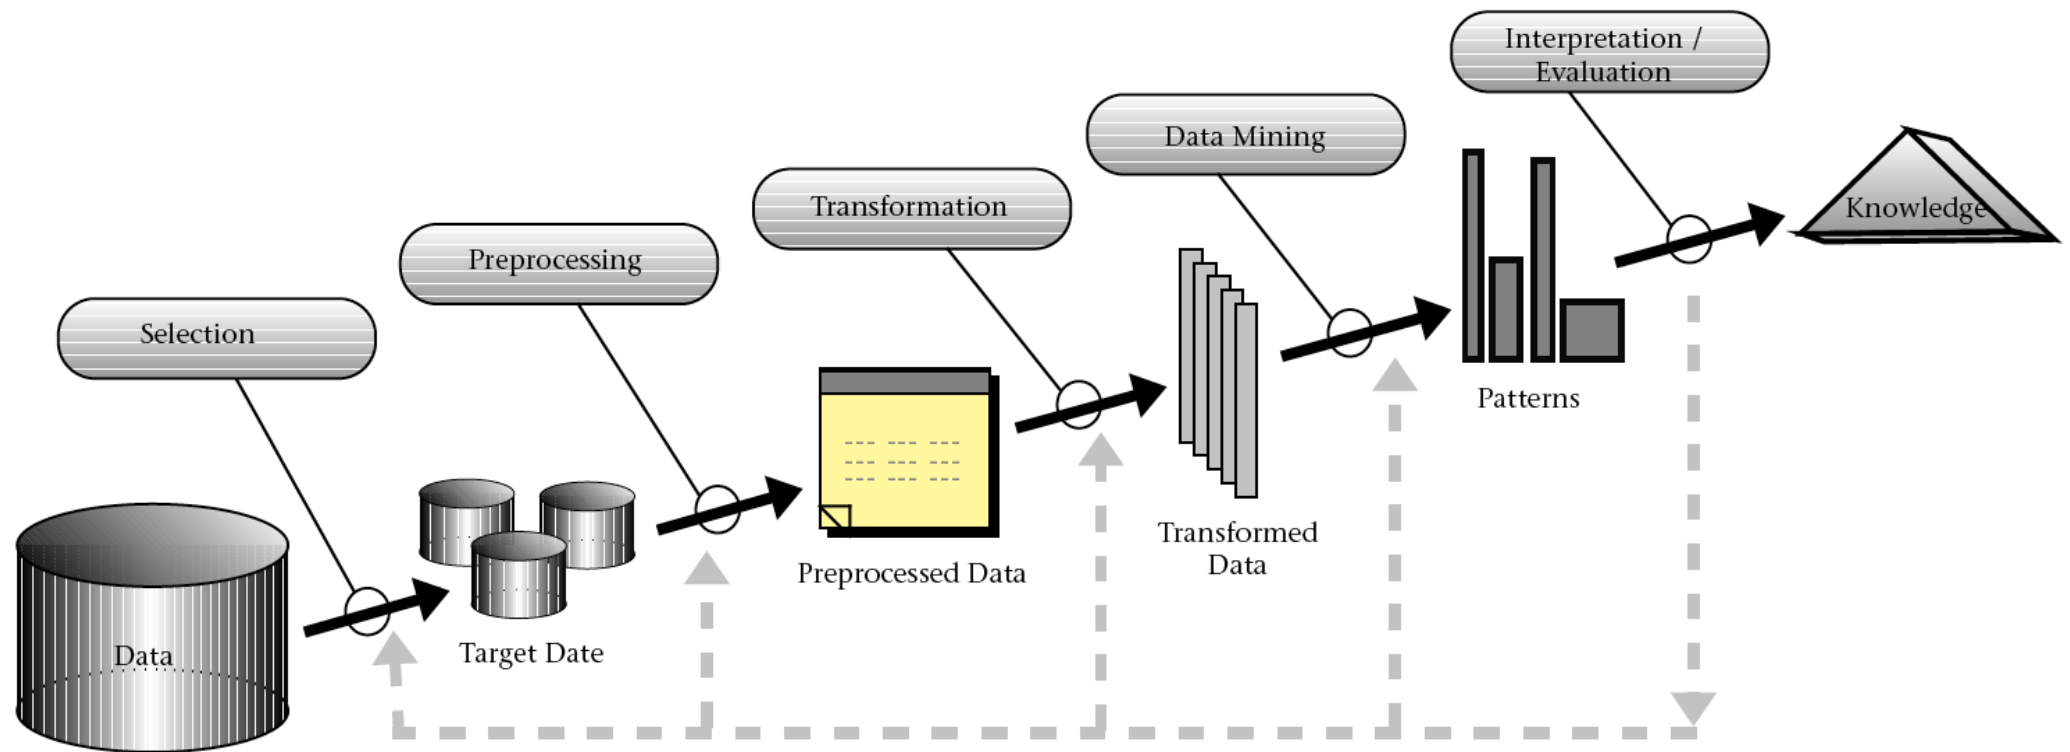 Interpretation /
Evaluation
Data Mining
Transformation
Knowledge
Preprocessing
Selection
Patterns
Transformed
Data
Preprocessed Data
Target Date
Data